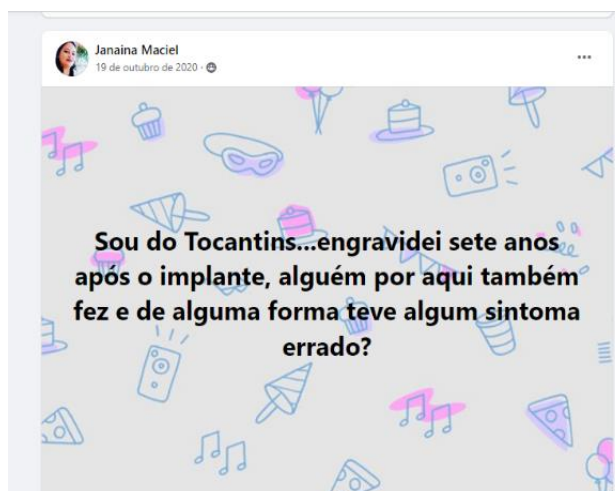 Janaina Maciel
19 de outubro de 2020 ·
Sou do Tocantins...engravidei sete anos
após o implante, alguém por aqui também
fez e de alguma forma teve algum sintoma
errado?